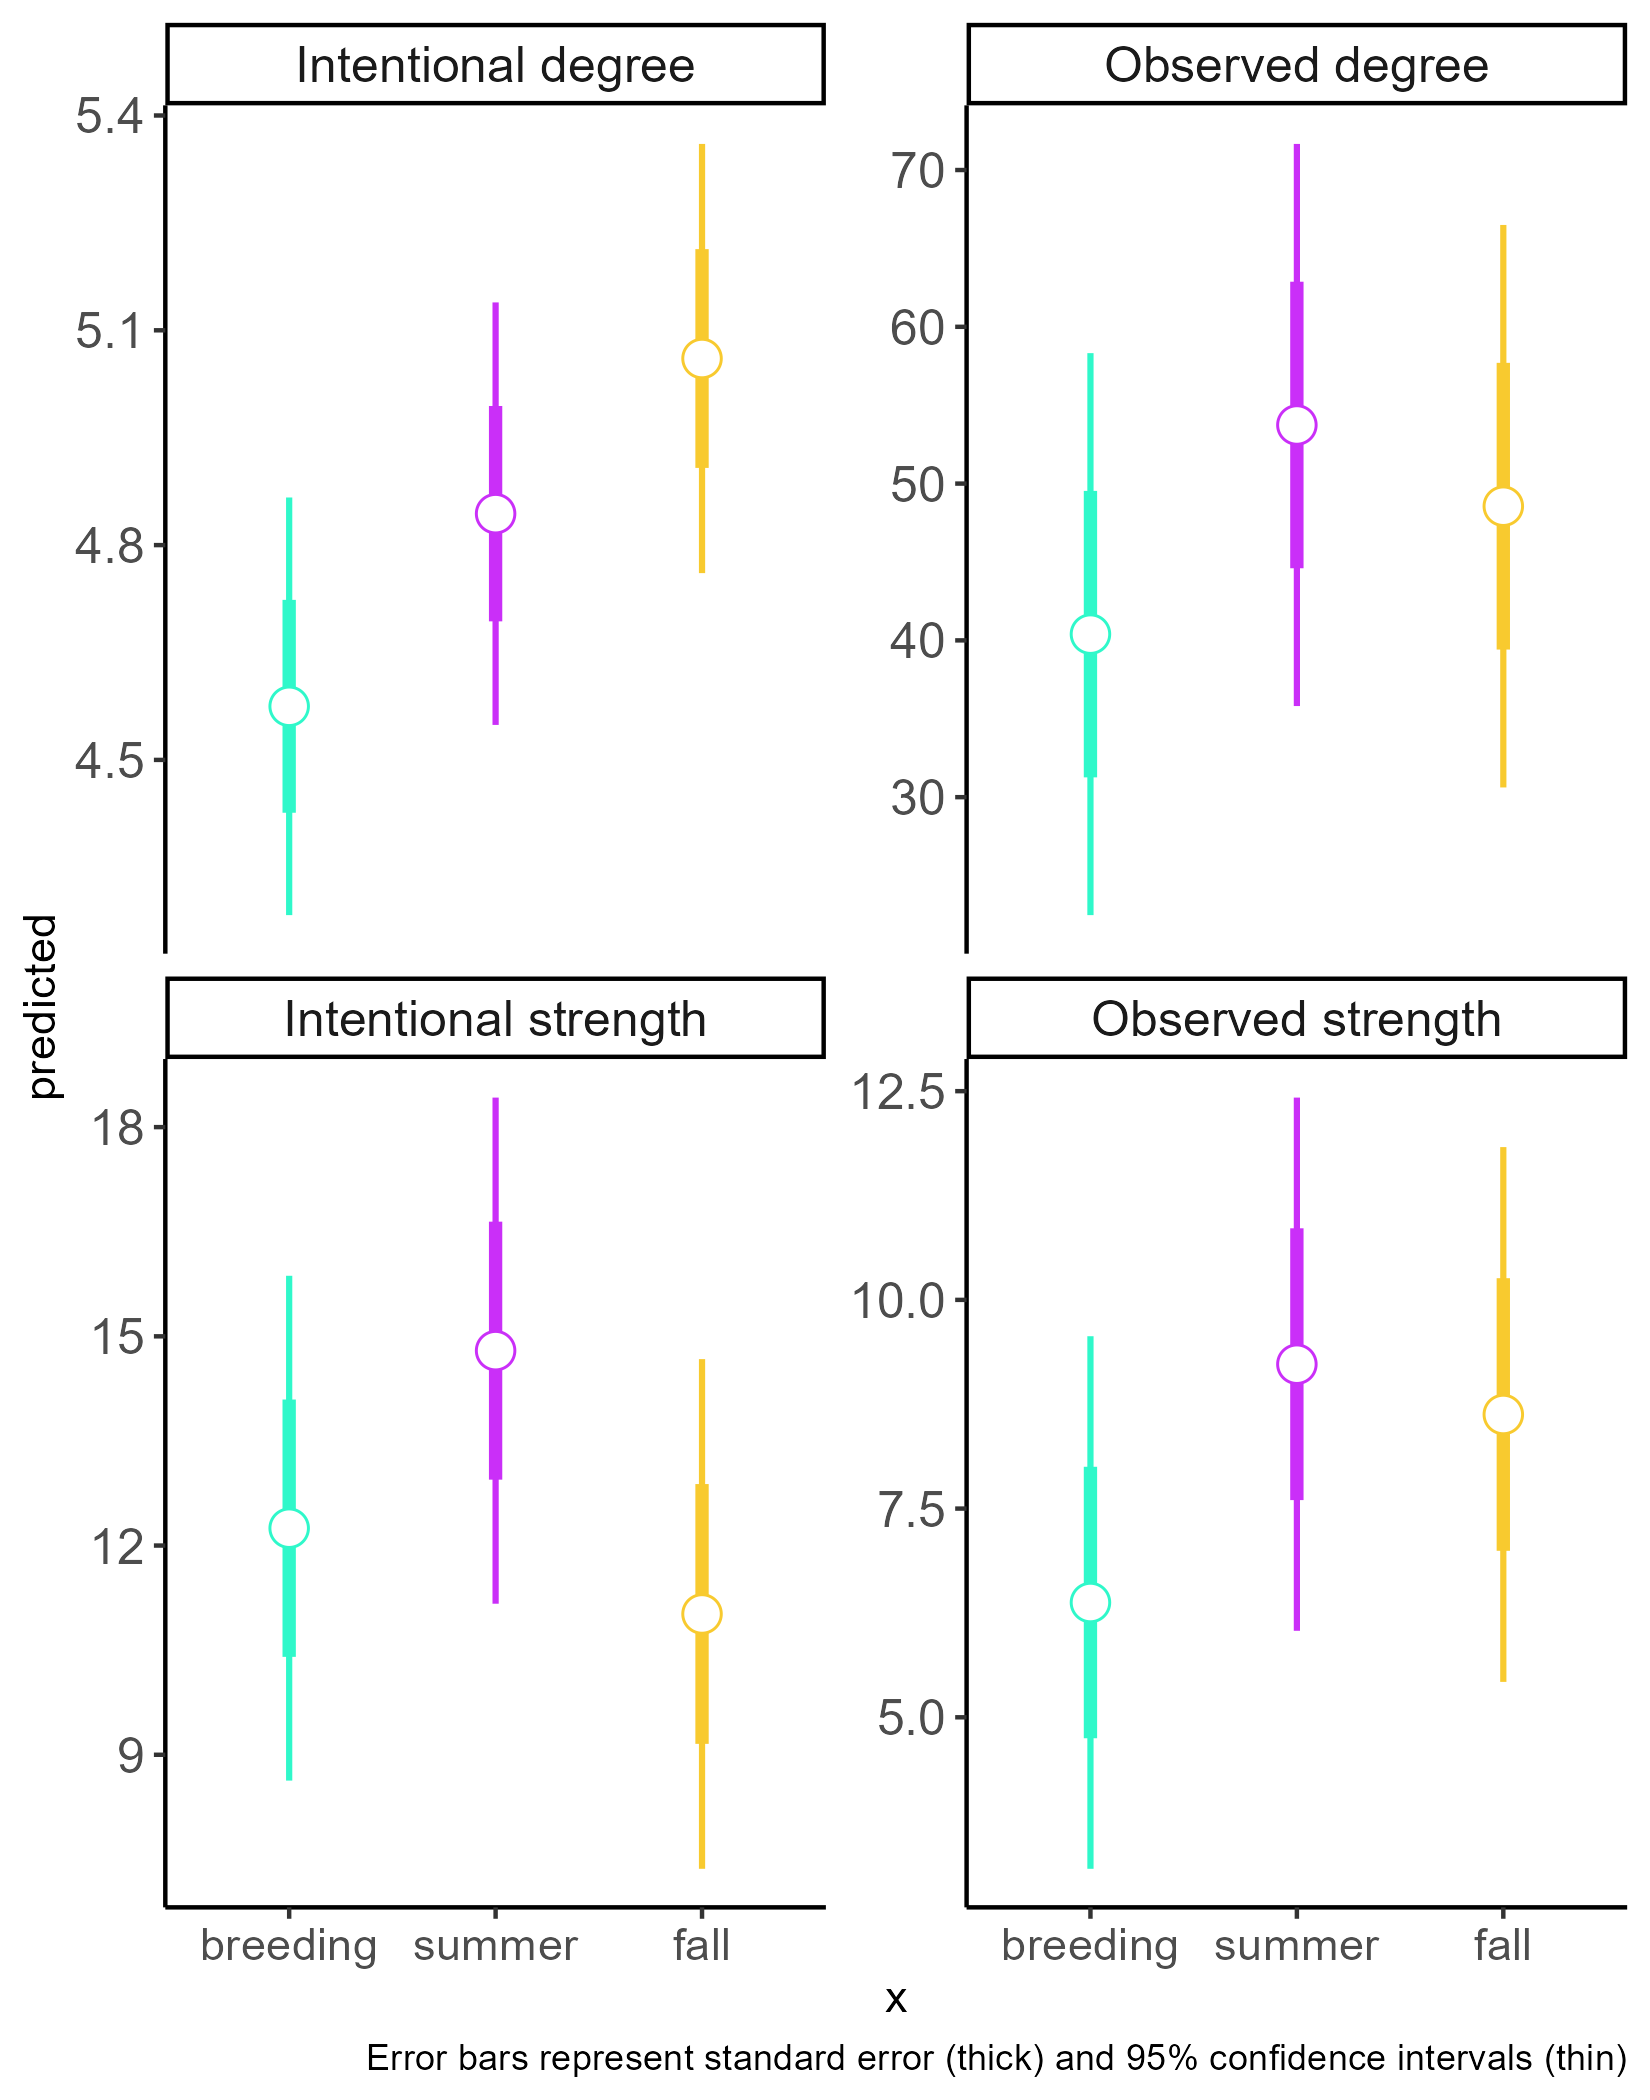 Intentional degree
Observed degree
5.4
5.1
4.8
4.5
70
60
50
40
30
predicted
Intentional strength
Observed strength
18
15
12
9
12.5
10.0
7.5
5.0
breeding summer fall
breeding summer fall
x
Error bars represent standard error (thick) and 95% confidence intervals (thin)